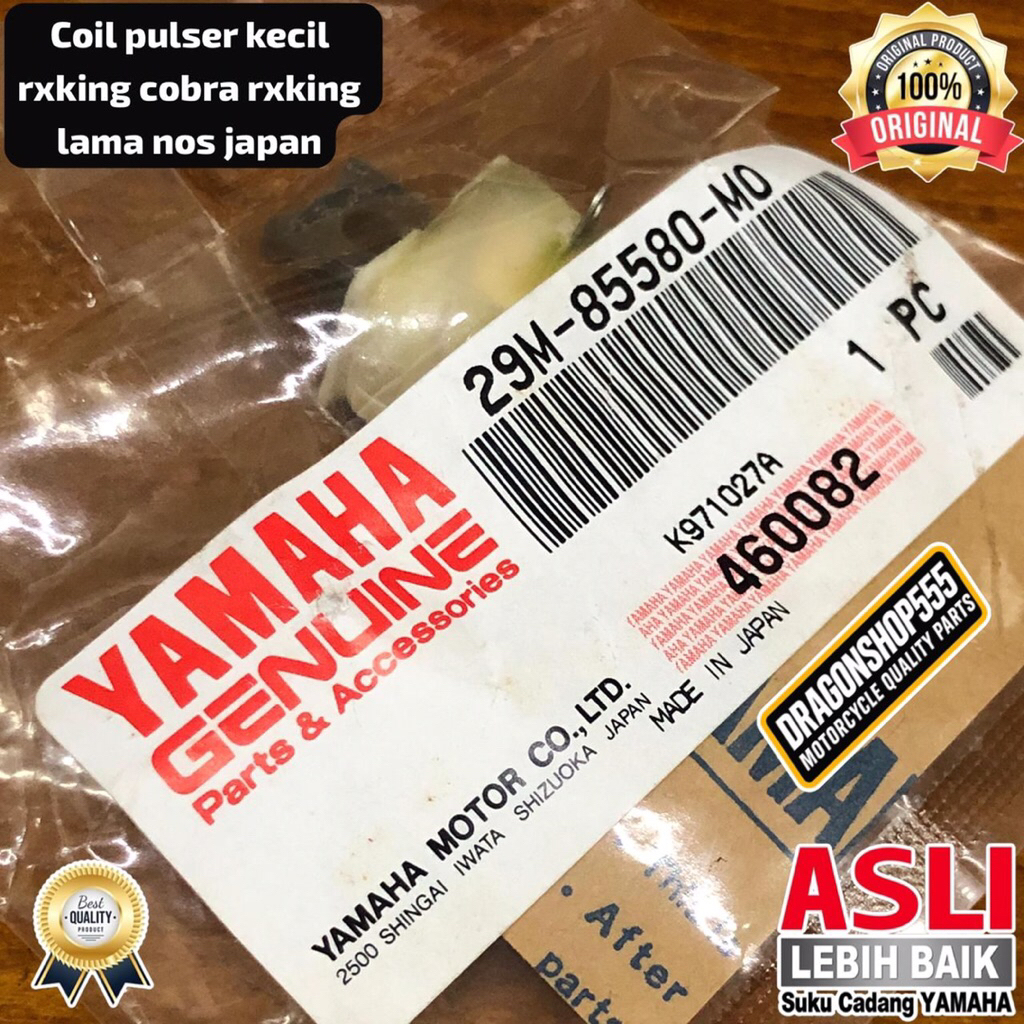 Coil pulser kecil
rxking cobra rxking
lama nos japan
ORIGINAL PRODUCT
100%
ORIGINAL
29M-85580-M0
1 PC
YAMAHA
GENUINE
Parts & Accessories
K971027A
460082
MADE IN JAPAN
YAMAHA MOTOR CO., LTD.
2500 SHINGAI IWATA SHIZUOKA JAPAN
DRAGONSHOP555
MOTORCYCLE QUALITY PARTS
Best
QUALITY
PRODUCT
After
part
ASLI
LEBIH BAIK
Suku Cadang YAMAHA